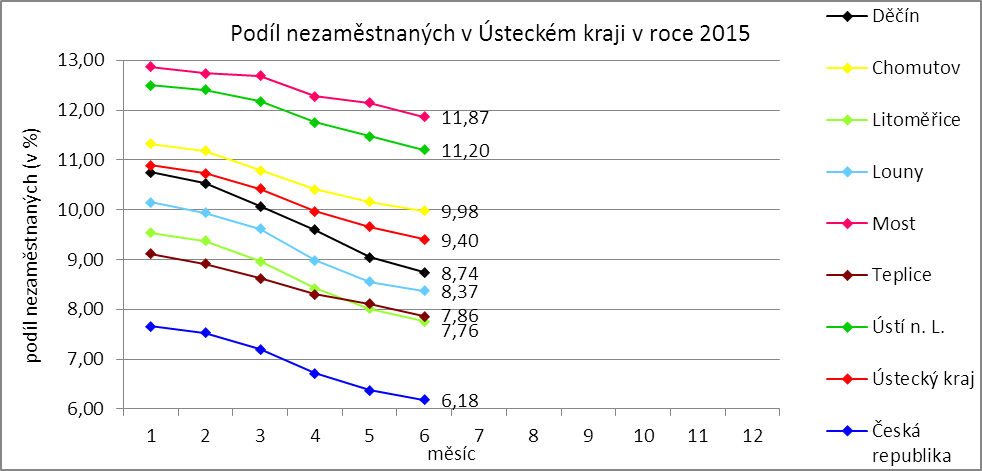 Podíl nezaměstnaných v Ústeckém kraji v roce 2015
podíl nezaměstnaných (v %)
13,00
12,00
11,00
10,00
9,00
8,00
7,00
6,00
11,87
11,20
9,98
9,40
8,74
8,37
7,86
7,76
6,18
1 2 3 4 5 6 7 8 9 10 11 12
měsíc
Děčín
Chomutov
Litoměřice
Louny
Most
Teplice
Ústí n. L.
Ústecký kraj
Česká
republika